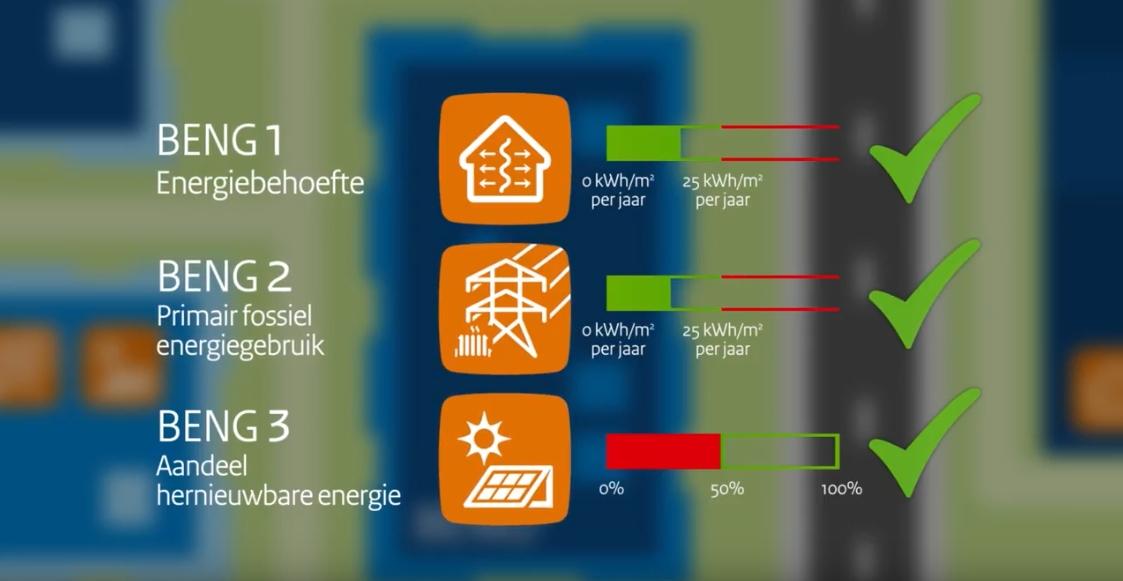 BENG 1
Energiebehoefte
0 kWh/m²
per jaar
25 kWh/m²
per jaar
BENG 2
Primair fossiel
energiegebruik
0 kWh/m²
per jaar
25 kWh/m²
per jaar
BENG 3
Aandeel
hernieuwbare energie
0%
50%
100%